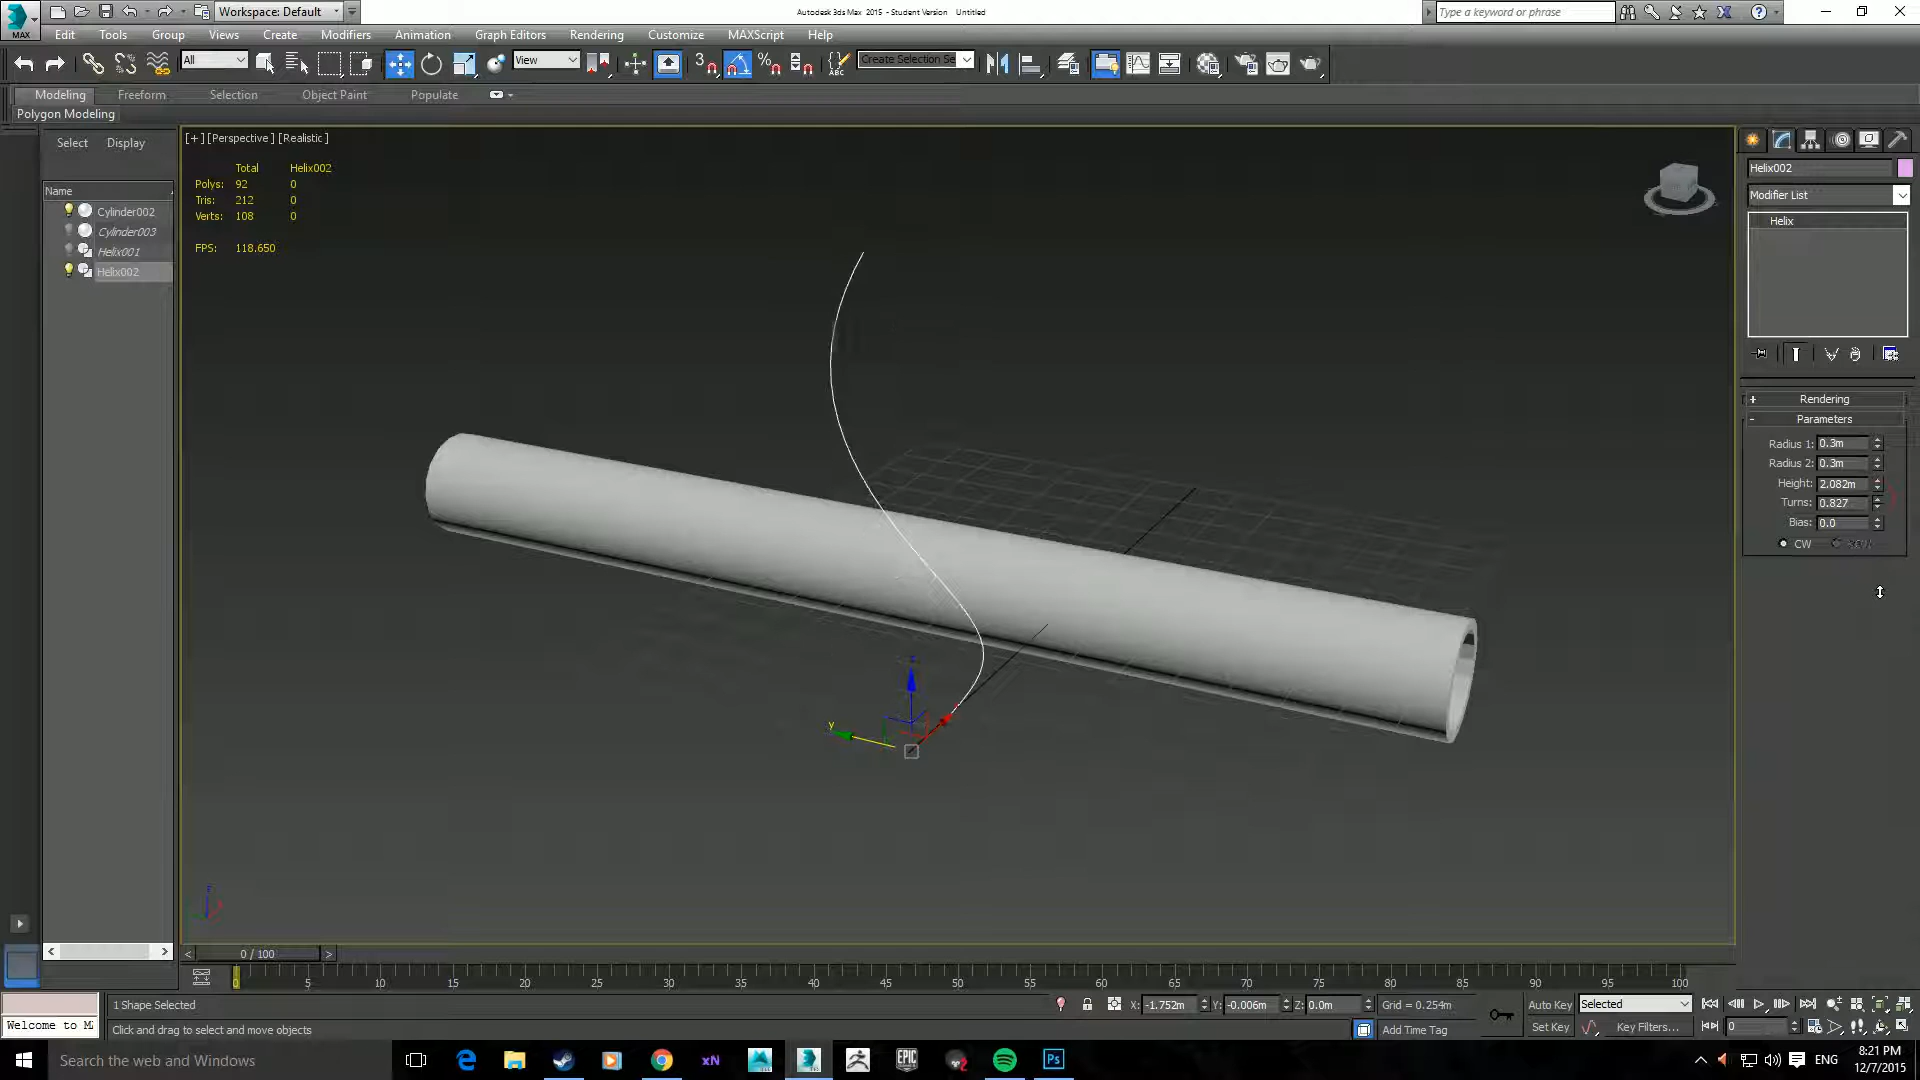 Workspace: Default
Autodesk 3ds Max 2015 - Student Version Untitled
Type a keyword or phrase
MAX
Edit Tools Group Views Create Modifiers Animation Graph Editors Rendering Customize MAXScript Help
All
View
Create Selection Se
Modeling Freeform Selection Object Paint Populate
Polygon Modeling
Select Display
Name
Cylinder002
Cylinder003
Helix001
Helix002
[+] [Perspective] [Realistic]
Total Helix002
Polys: 92 0
Tris: 212 0
Verts: 108 0
FPS: 118.650
y
Helix002
Modifier List
Helix
+ Rendering
- Parameters
Radius 1: 0.3m
Radius 2: 0.3m
Height: 2.082m
Turns: 0.827
Bias: 0.0
CW
< 0 / 100 >
0 5 10 15 20 25 30 35 40 45 50 55 60 65 70 75 80 85 90 95 100
1 Shape Selected
X: -1.752m Y: -0.006m Z: 0.0m Grid = 0.254m
Auto Key Selected
Welcome to M
Click and drag to select and move objects
Add Time Tag
Set Key Key Filters... 0
Search the web and Windows
xN
EPIC GAMES
Ps
ENG
8:21 PM
12/7/2015